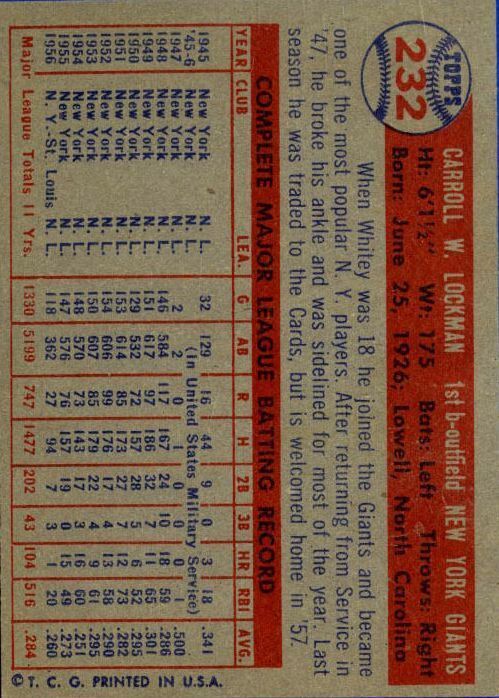 TOPPS
232
CARROLL W. LOCKMAN 1st b-outfield NEW YORK GIANTS
Ht: 6'1½" Wt: 175 Bats: Left Throws: Right
Born: June 25, 1926; Lowell, North Carolina
When Whitey was 18 he joined the Giants and became
one of the most popular N. Y. players. After returning from Service in
'47, he broke his ankle and was sidelined for most of the year. Last
season he was traded to the Cards, but is welcomed home in '57.
COMPLETE MAJOR LEAGUE BATTING RECORD
YEAR CLUB LEA. G AB R H 2B 3B HR RBI AVG.
1945 New York N. L. 32 129 16 44 9 0 3 18 .341
'45-6 (In United States Military Service)
1947 New York N. L. 2 2 0 1 0 0 0 1 .500
1948 New York N. L. 146 584 117 167 24 10 18 59 .286
1949 New York N. L. 151 617 97 186 32 7 11 65 .301
1950 New York N. L. 129 532 72 157 28 5 6 52 .295
1951 New York N. L. 153 614 85 173 27 7 12 73 .282
1952 New York N. L. 154 606 99 176 17 4 13 58 .290
1953 New York N. L. 150 607 85 179 22 4 9 61 .295
1954 New York N. L. 148 570 73 143 17 3 16 60 .251
1955 New York N. L. 147 576 76 157 19 0 15 49 .273
1956 N. Y.-St. Louis N. L. 118 362 27 94 7 3 1 20 .260
Major League Totals 11 Yrs. 1330 5199 747 1477 202 43 104 516 .284
© T. C. G. PRINTED IN U.S.A.